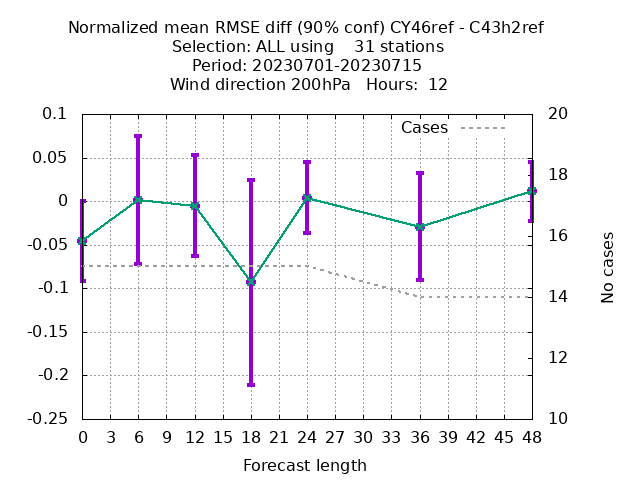 Normalized mean RMSE diff (90% conf) CY46ref - C43h2ref
Selection: ALL using    31 stations
Period: 20230701-20230715
Wind direction 200hPa   Hours:  12
Cases
0.1
0.05
0
-0.05
-0.1
-0.15
-0.2
-0.25
20
18
16
14
12
10
No cases
0 3 6 9 12 15 18 21 24 27 30 33 36 39 42 45 48
Forecast length